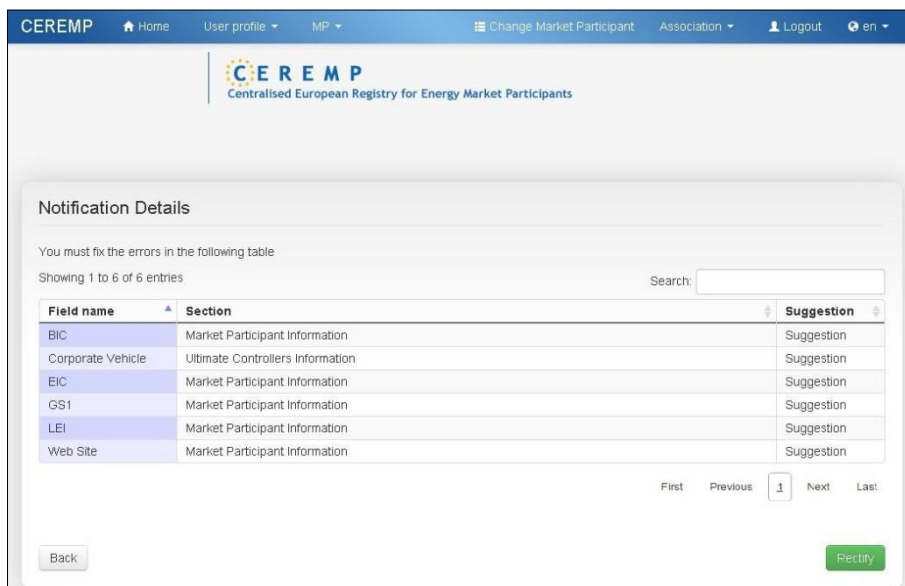 CEREMP Home User profile MP Change Market Participant Association Logout en
CEREMP
Centralised European Registry for Energy Market Participants
Notification Details
You must fix the errors in the following table
Showing 1 to 6 of 6 entries Search:
Field name Section Suggestion
BIC Market Participant Information Suggestion
Corporate Vehicle Ultimate Controllers Information Suggestion
EIC Market Participant Information Suggestion
GS1 Market Participant Information Suggestion
LEI Market Participant Information Suggestion
Web Site Market Participant Information Suggestion
First Previous 1 Next Last
Back Rectify